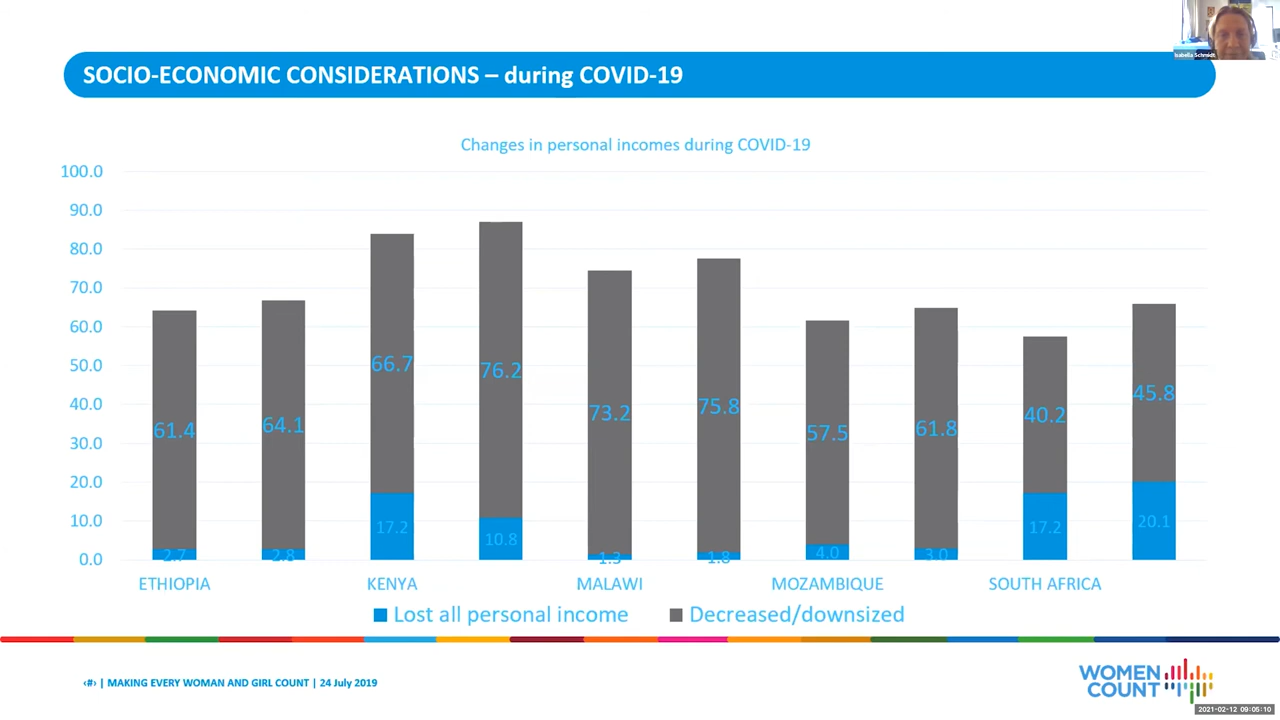 Isabella Schmidt
SOCIO-ECONOMIC CONSIDERATIONS – during COVID-19
Changes in personal incomes during COVID-19
100.0
90.0
80.0
70.0
60.0
50.0
40.0
30.0
20.0
10.0
0.0
61.4 64.1 66.7 76.2 73.2 75.8 57.5 61.8 40.2 45.8
2.7 2.8 17.2 10.8 1.3 1.8 4.0 3.0 17.2 20.1
ETHIOPIA KENYA MALAWI MOZAMBIQUE SOUTH AFRICA
Lost all personal income Decreased/downsized
‹#› | MAKING EVERY WOMAN AND GIRL COUNT | 24 July 2019
WOMEN
COUNT
2021-02-12 09:05:10